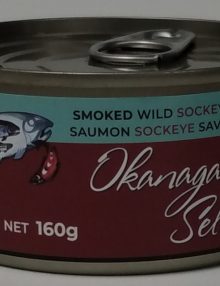 SMOKED WILD SOCKEY
SAUMON SOCKEYE SAV
Okanaga
Sel
NET 160g